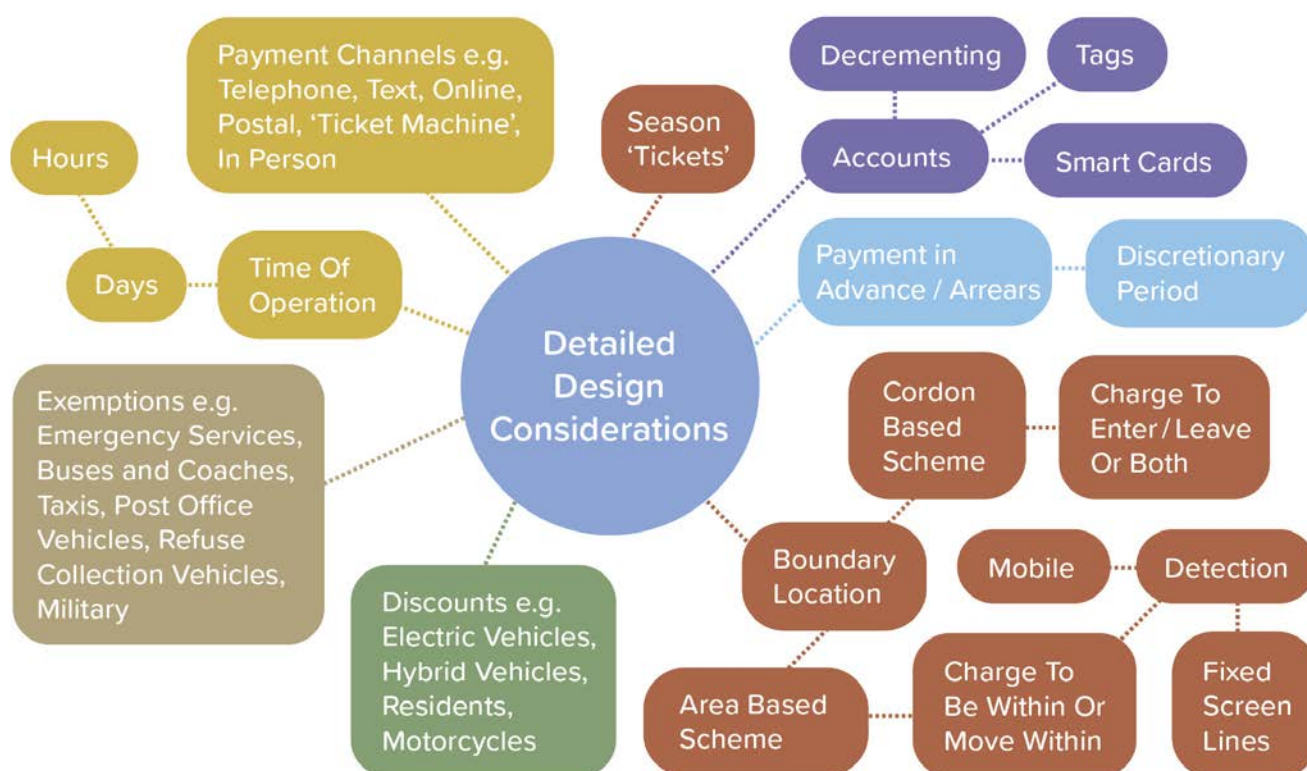 Payment Channels e.g.
Telephone, Text, Online,
Postal, ‘Ticket Machine’,
In Person
Hours
Days
Time Of
Operation
Season
‘Tickets’
Decrementing
Tags
Accounts
Smart Cards
Payment in
Advance / Arrears
Discretionary
Period
Detailed
Design
Considerations
Exemptions e.g.
Emergency Services,
Buses and Coaches,
Taxis, Post Office
Vehicles, Refuse
Collection Vehicles,
Military
Discounts e.g.
Electric Vehicles,
Hybrid Vehicles,
Residents,
Motorcycles
Boundary
Location
Cordon
Based
Scheme
Charge To
Enter / Leave
Or Both
Area Based
Scheme
Charge To
Be Within Or
Move Within
Mobile
Detection
Fixed
Screen
Lines